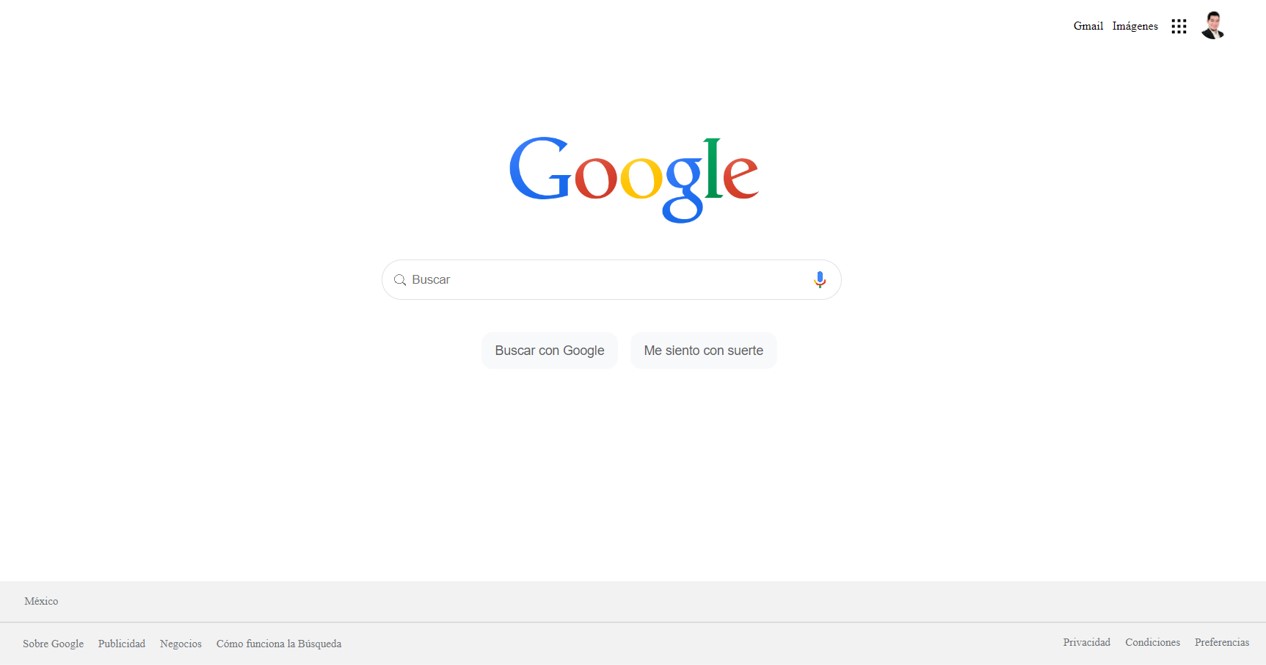 Gmail Imágenes
Google
Buscar
Buscar con Google Me siento con suerte
México
Sobre Google Publicidad Negocios Cómo funciona la Búsqueda Privacidad Condiciones Preferencias